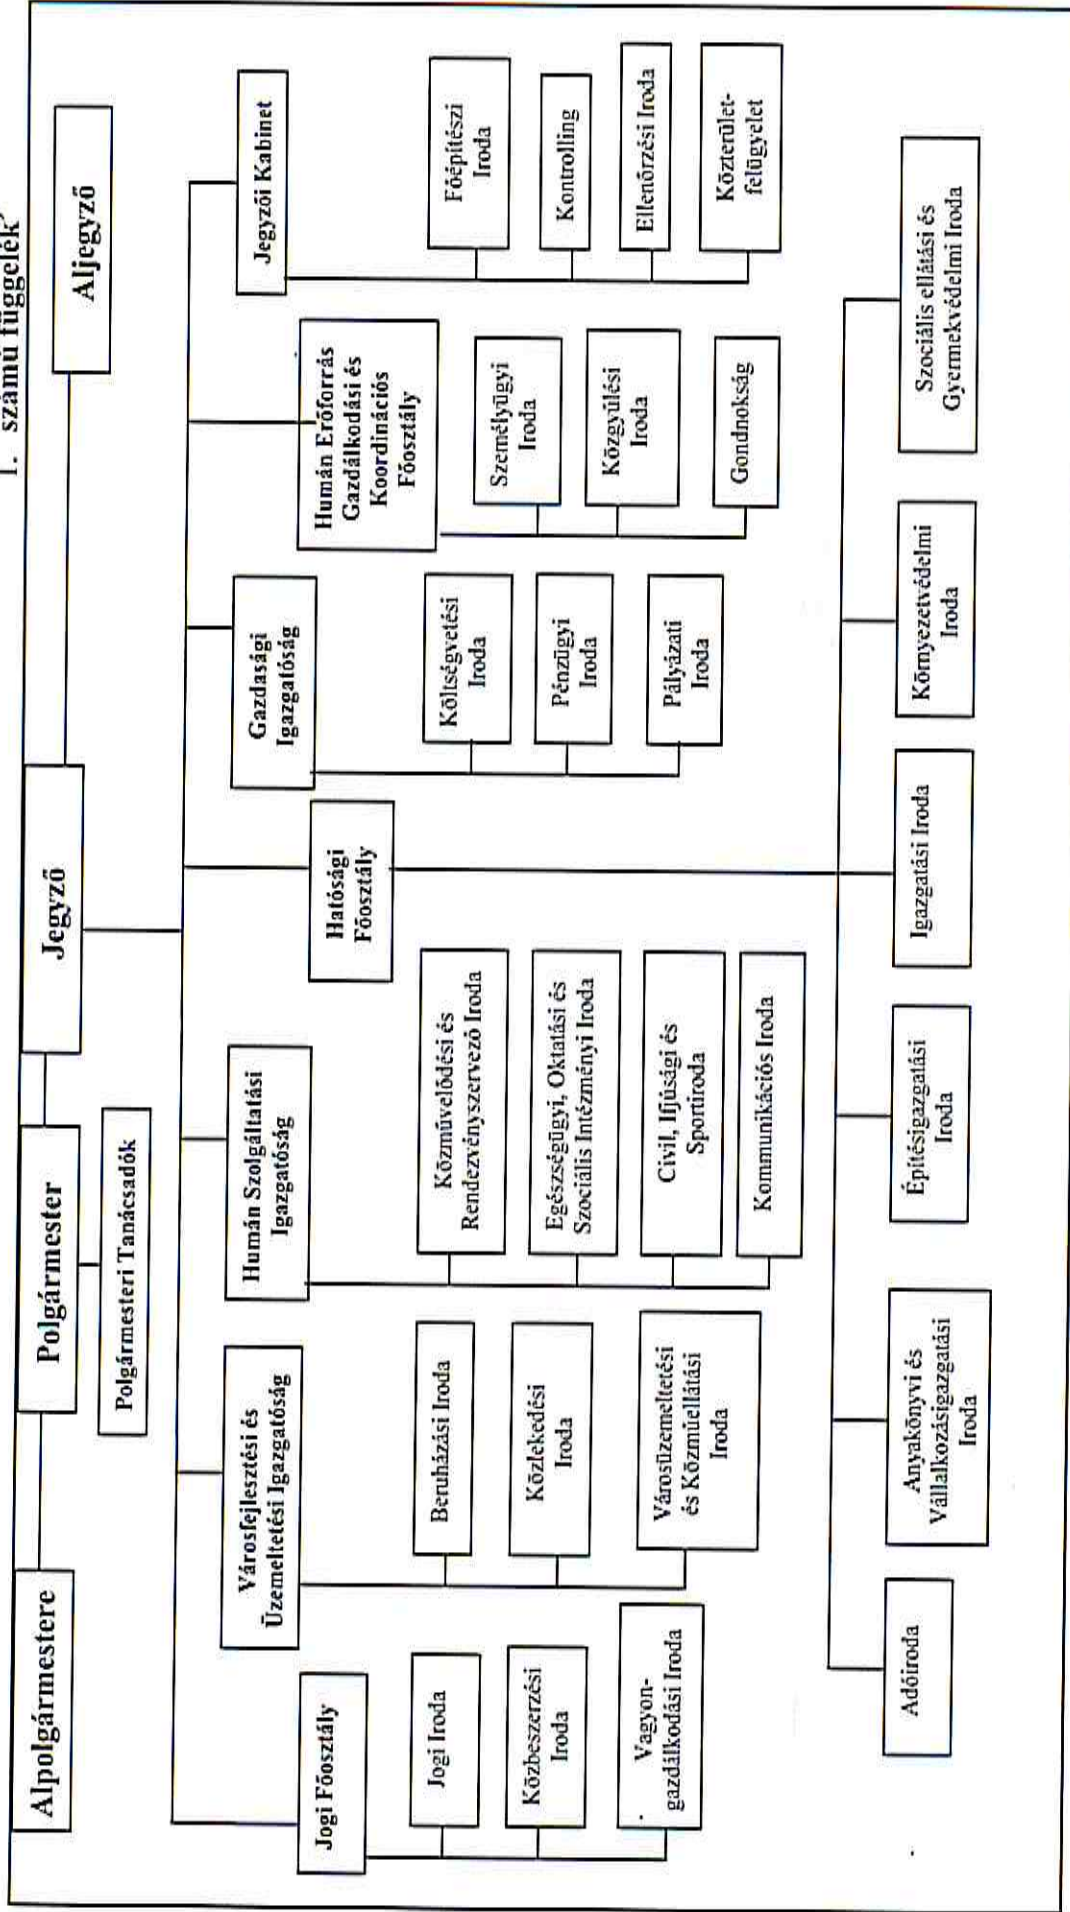 1. számú függelék
Alpolgármestere
Polgármester
Jegyző
Aljegyző
Polgármesteri Tanácsadók
Jogi Főosztály
Jogi Iroda
Közbeszerzési
Iroda
Vagyon-
gazdálkodási Iroda
Városfejlesztési és
Üzemeltetési Igazgatóság
Beruházási Iroda
Közlekedési
Iroda
Városüzemeltetési
és Közműellátási
Iroda
Humán Szolgáltatási
Igazgatóság
Közművelődési és
Rendezvényszervező Iroda
Egészségügyi, Oktatási és
Szociális Intézményi Iroda
Civil, Ifjúsági és
Sportiroda
Kommunikációs Iroda
Hatósági
Főosztály
Gazdasági
Igazgatóság
Költségvetési
Iroda
Pénzügyi
Iroda
Pályázati
Iroda
Humán Erőforrás
Gazdálkodási és
Koordinációs
Főosztály
Személyügyi
Iroda
Közgyűlési
Iroda
Gondnokság
Jegyzői Kabinet
Főépítészi
Iroda
Kontrolling
Ellenőrzési Iroda
Közterület-
felügyelet
Adóiroda
Anyakönyvi és
Vállalkozásigazgatási
Iroda
Építésigazgatási
Iroda
Igazgatási Iroda
Környezetvédelmi
Iroda
Szociális ellátási és
Gyermekvédelmi Iroda